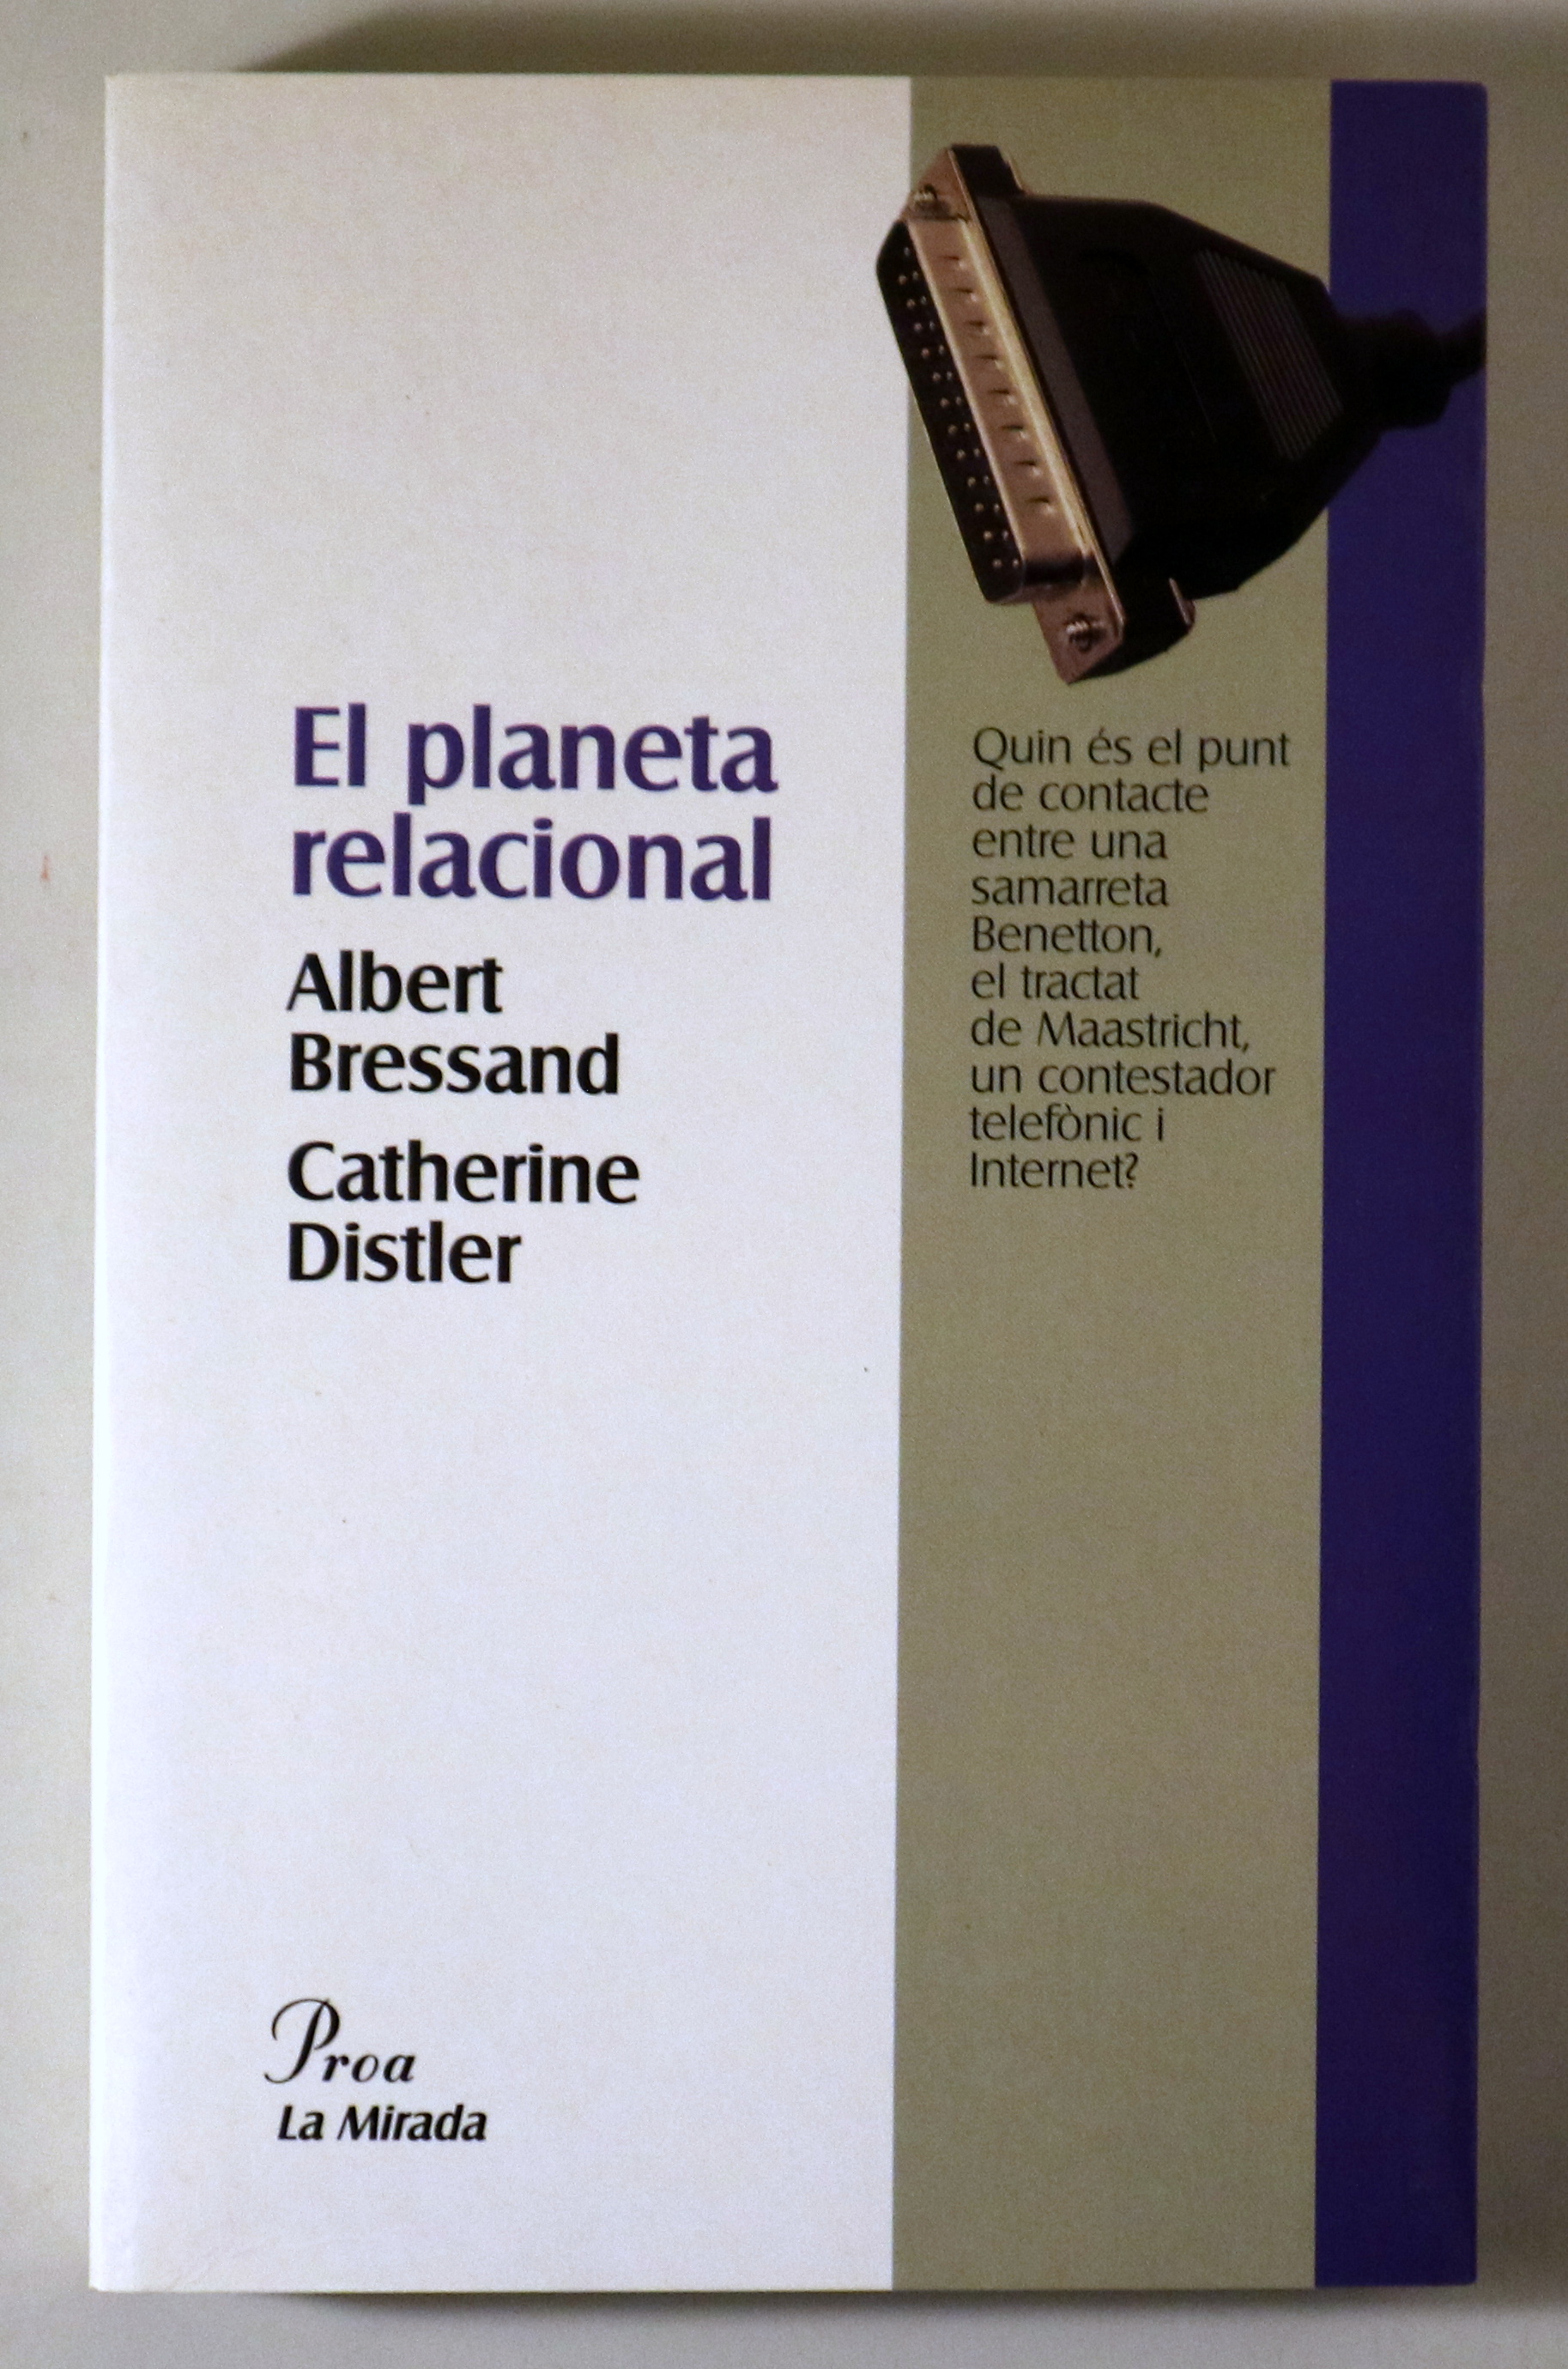 El planeta
relacional
Albert
Bressand
Catherine
Distler
Quin és el punt
de contacte
entre una
samarreta
Benetton,
el tractat
de Maastricht,
un contestador
telefònic i
Internet?
Proa
La Mirada